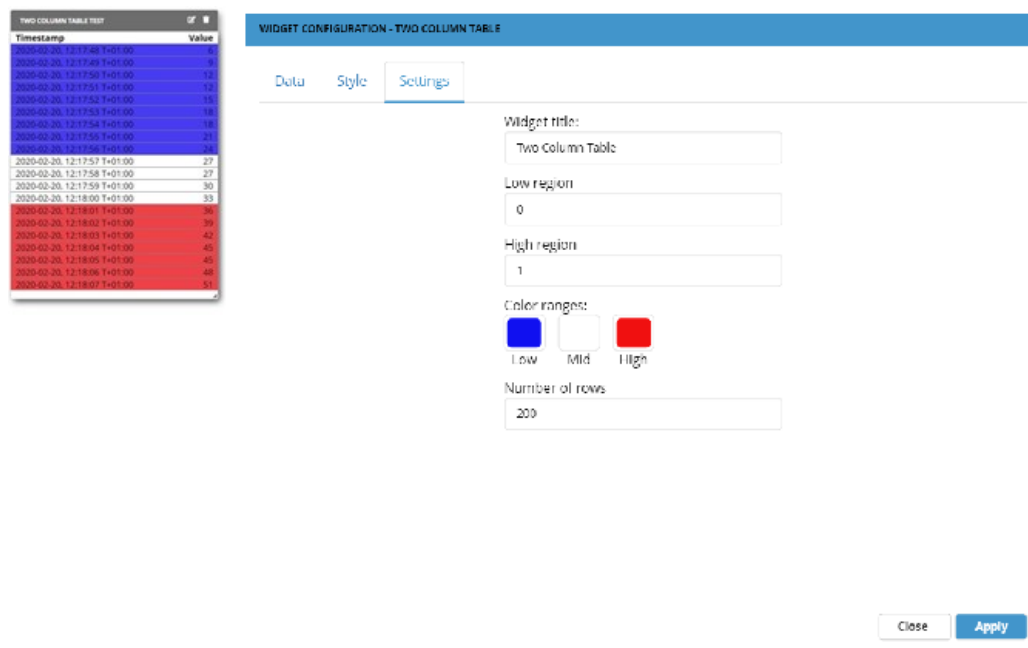 TWO COLUMN TABLE TEST
Timestamp Value
2020-02-20, 12:17:48 T+01:00 6
2020-02-20, 12:17:49 T+01:00 9
2020-02-20, 12:17:50 T+01:00 12
2020-02-20, 12:17:51 T+01:00 12
2020-02-20, 12:17:52 T+01:00 15
2020-02-20, 12:17:53 T+01:00 18
2020-02-20, 12:17:54 T+01:00 18
2020-02-20, 12:17:55 T+01:00 21
2020-02-20, 12:17:56 T+01:00 24
2020-02-20, 12:17:57 T+01:00 27
2020-02-20, 12:17:58 T+01:00 27
2020-02-20, 12:17:59 T+01:00 30
2020-02-20, 12:18:00 T+01:00 33
2020-02-20, 12:18:01 T+01:00 36
2020-02-20, 12:18:02 T+01:00 39
2020-02-20, 12:18:03 T+01:00 42
2020-02-20, 12:18:04 T+01:00 45
2020-02-20, 12:18:05 T+01:00 45
2020-02-20, 12:18:06 T+01:00 48
2020-02-20, 12:18:07 T+01:00 51
WIDGET CONFIGURATION - TWO COLUMN TABLE
Data Style Settings
Widget title:
Two Column Table
Low region
0
High region
1
Color ranges:
Low Mid High
Number of rows
200
Close Apply